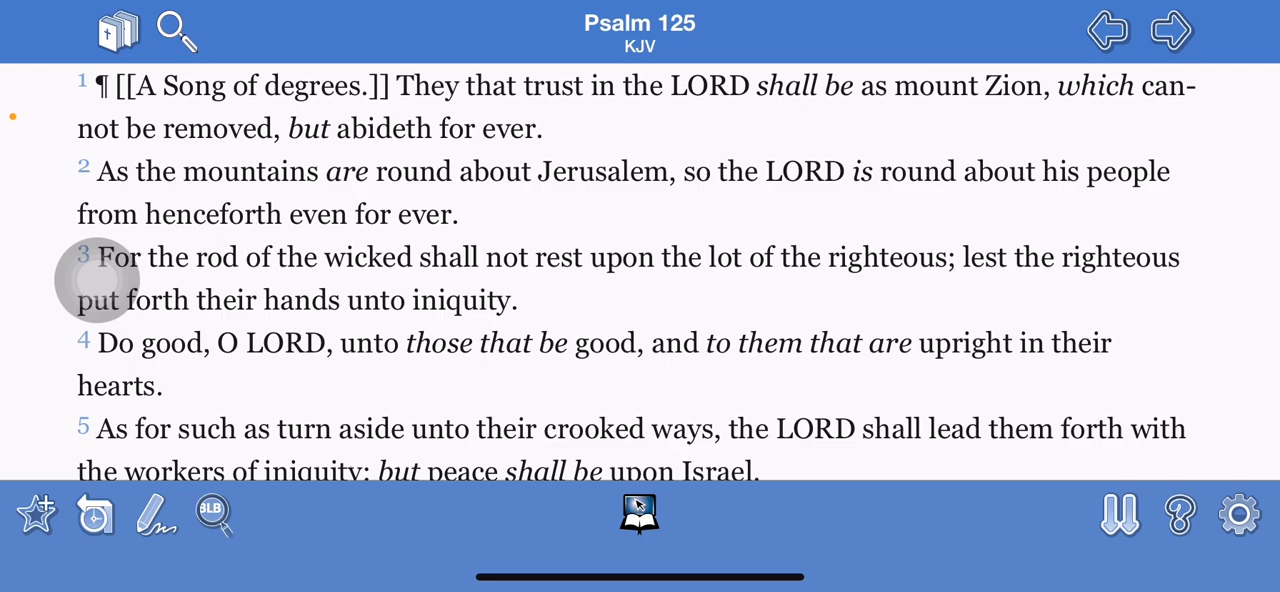 Psalm 125
KJV
1 ¶ [[A Song of degrees.]] They that trust in the LORD shall be as mount Zion, which can-
not be removed, but abideth for ever.
2 As the mountains are round about Jerusalem, so the LORD is round about his people
from henceforth even for ever.
3 For the rod of the wicked shall not rest upon the lot of the righteous; lest the righteous
put forth their hands unto iniquity.
4 Do good, O LORD, unto those that be good, and to them that are upright in their
hearts.
5 As for such as turn aside unto their crooked ways, the LORD shall lead them forth with
the workers of iniquity: but peace shall be upon Israel.
BLB